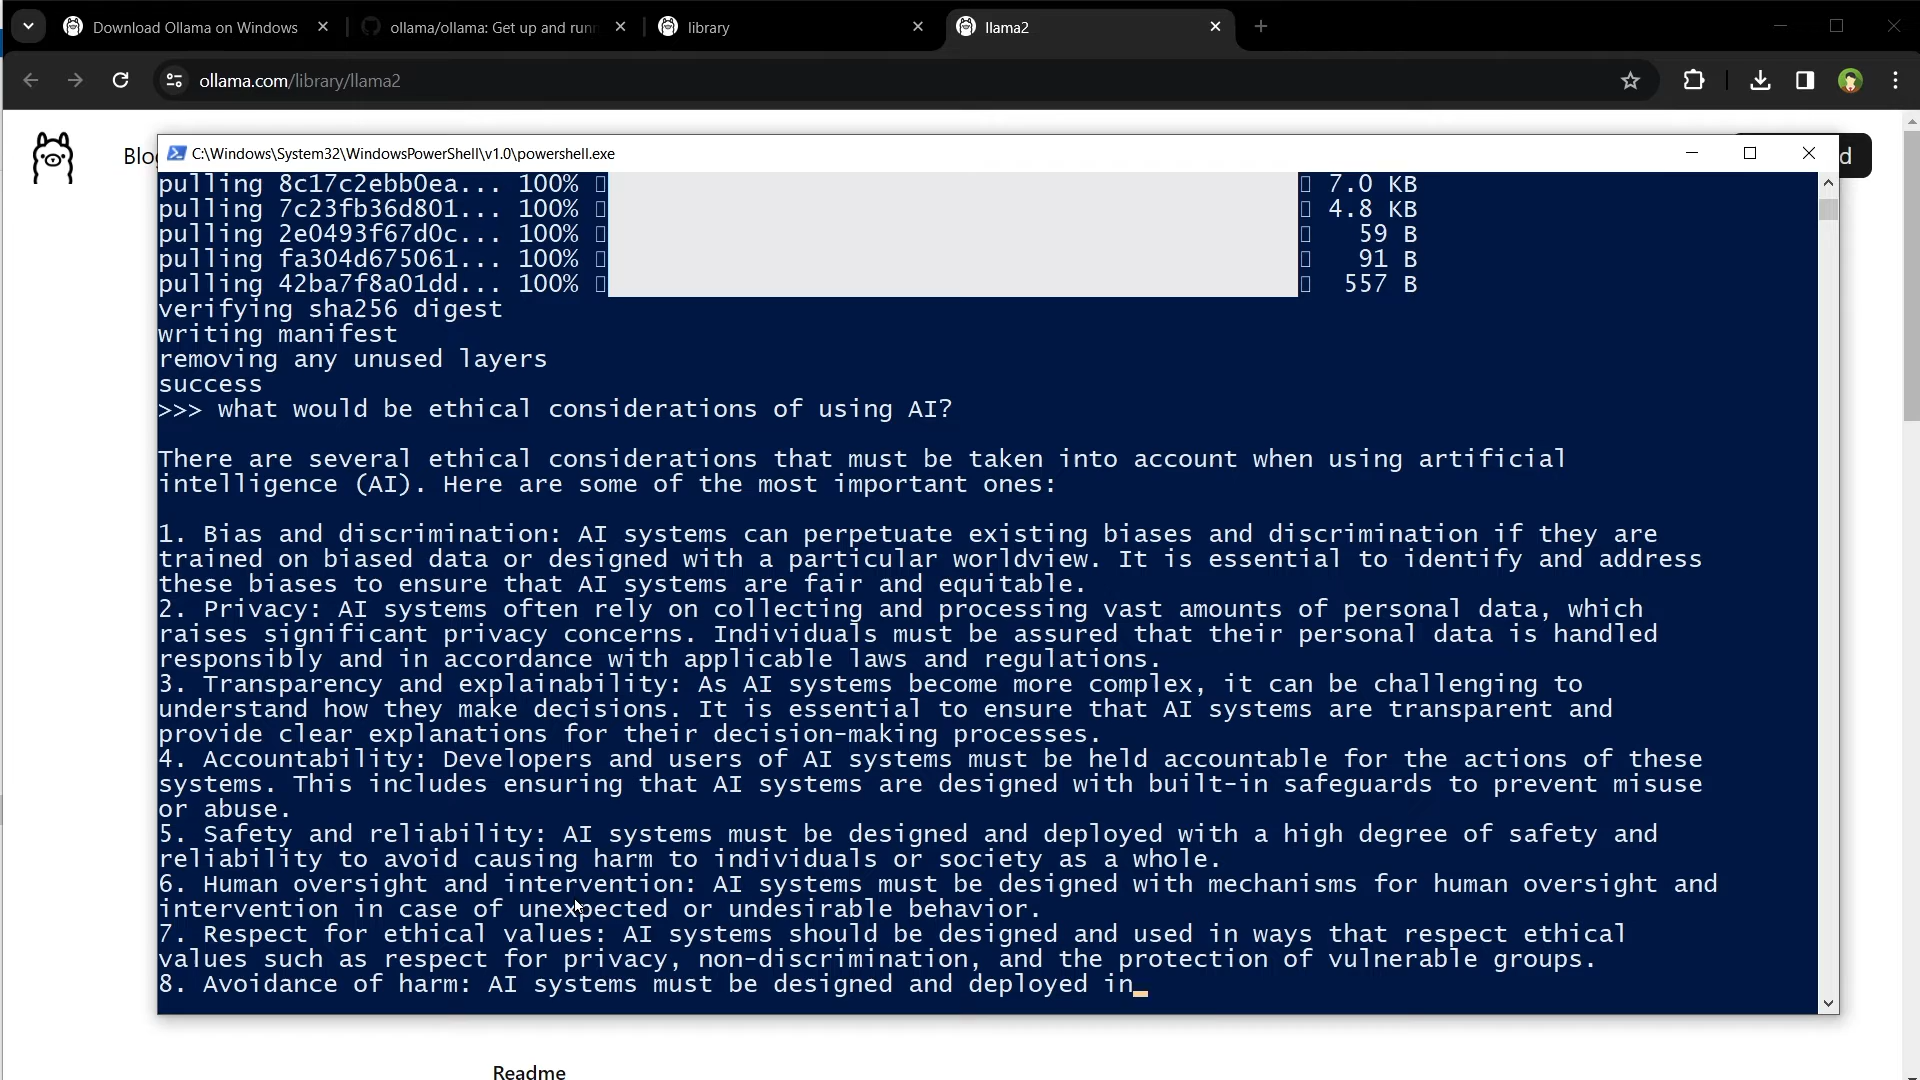 Download Ollama on Windows
ollama/ollama: Get up and run
library
llama2
ollama.com/library/llama2
Blo
d
C:\Windows\System32\WindowsPowerShell\v1.0\powershell.exe
pulling 8c17c2ebb0ea... 100% 7.0 KB
pulling 7c23fb36d801... 100% 4.8 KB
pulling 2e0493f67d0c... 100% 59 B
pulling fa304d675061... 100% 91 B
pulling 42ba7f8a01dd... 100% 557 B
verifying sha256 digest
writing manifest
removing any unused layers
success
>>> what would be ethical considerations of using AI?
There are several ethical considerations that must be taken into account when using artificial
intelligence (AI). Here are some of the most important ones:
1. Bias and discrimination: AI systems can perpetuate existing biases and discrimination if they are
trained on biased data or designed with a particular worldview. It is essential to identify and address
these biases to ensure that AI systems are fair and equitable.
2. Privacy: AI systems often rely on collecting and processing vast amounts of personal data, which
raises significant privacy concerns. Individuals must be assured that their personal data is handled
responsibly and in accordance with applicable laws and regulations.
3. Transparency and explainability: As AI systems become more complex, it can be challenging to
understand how they make decisions. It is essential to ensure that AI systems are transparent and
provide clear explanations for their decision-making processes.
4. Accountability: Developers and users of AI systems must be held accountable for the actions of these
systems. This includes ensuring that AI systems are designed with built-in safeguards to prevent misuse
or abuse.
5. Safety and reliability: AI systems must be designed and deployed with a high degree of safety and
reliability to avoid causing harm to individuals or society as a whole.
6. Human oversight and intervention: AI systems must be designed with mechanisms for human oversight and
intervention in case of unexpected or undesirable behavior.
7. Respect for ethical values: AI systems should be designed and used in ways that respect ethical
values such as respect for privacy, non-discrimination, and the protection of vulnerable groups.
8. Avoidance of harm: AI systems must be designed and deployed in
Readme